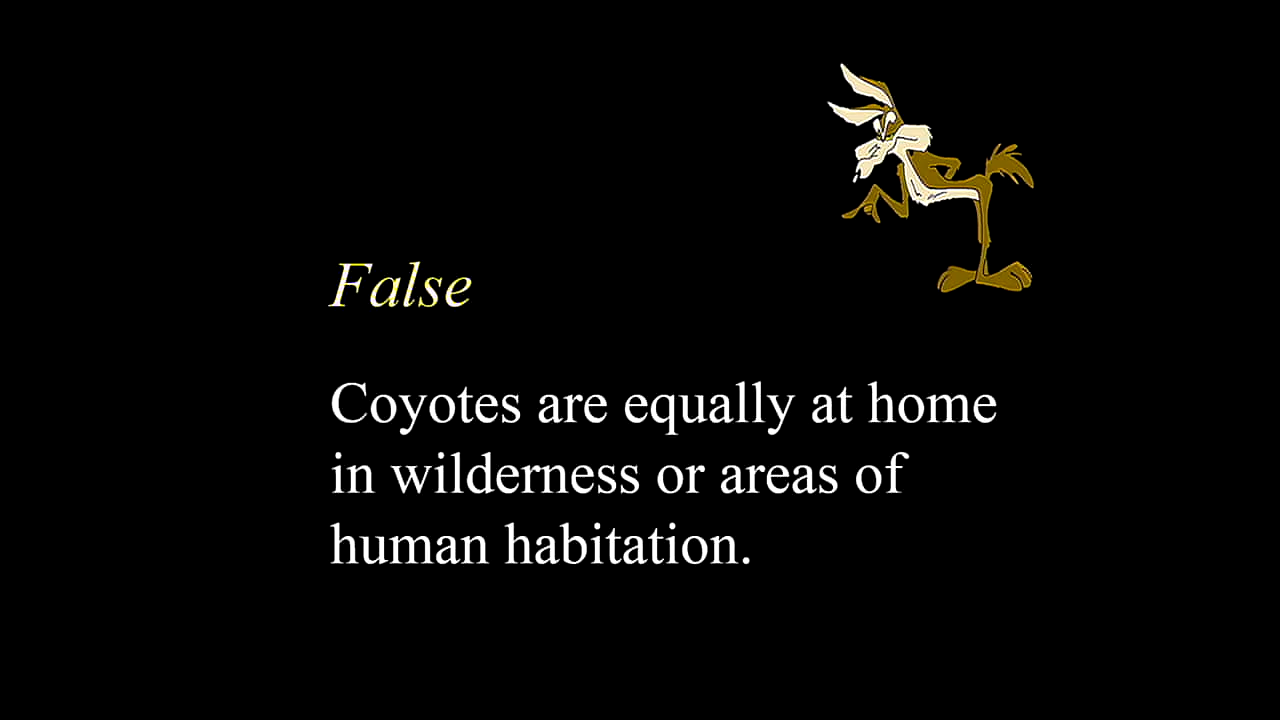 False
Coyotes are equally at home
in wilderness or areas of
human habitation.